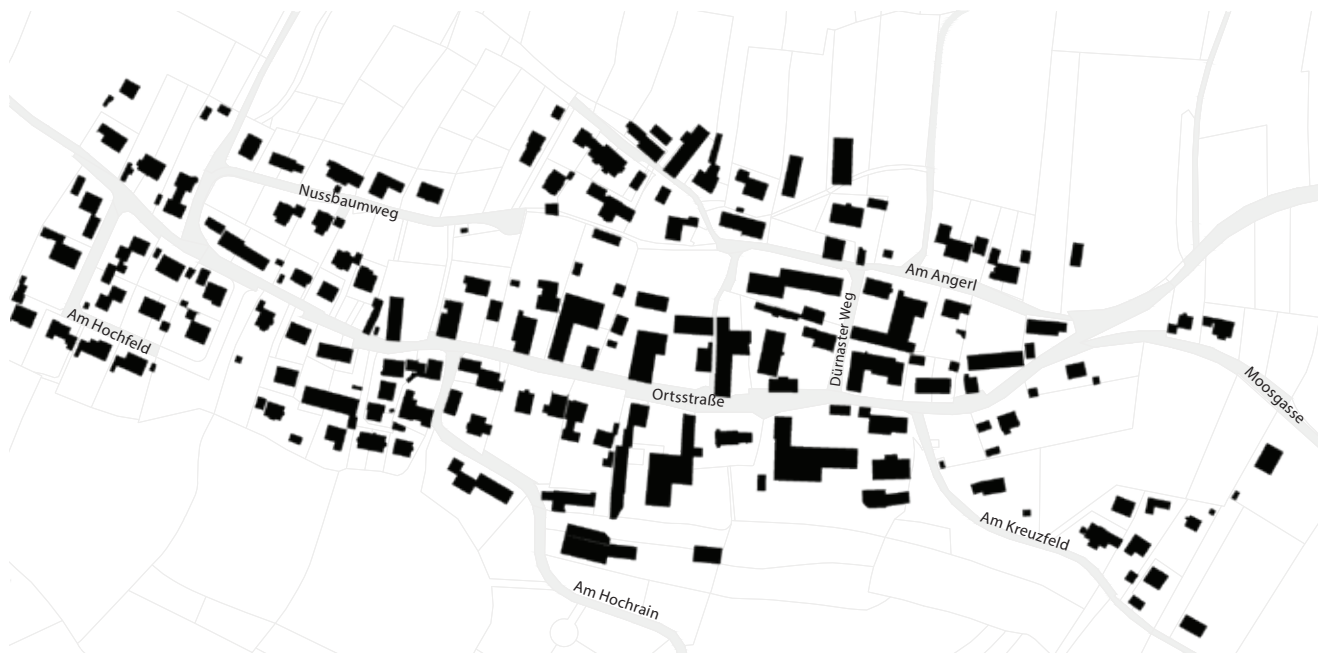 Nussbaumweg
Am Angerl
Dürnaster Weg
Am Hochfeld
Ortsstraße
Moosgasse
Am Kreuzfeld
Am Hochrain